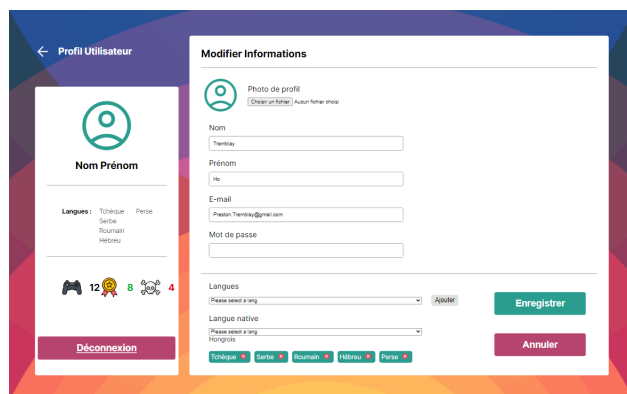 Profil Utilisateur
Nom Prénom
Langues : Tchèque Perse
Serbe
Roumain
Hébreu
12 8 4
Déconnexion
Modifier Informations
Photo de profil
Choisir un fichier Aucun fichier choisi
Nom
Tremblay
Prénom
Ho
E-mail
Preston.Tremblay@gmail.com
Mot de passe
Langues
Please select a lang Ajouter
Langue native
Please select a lang
Hongrois
Tchèque Serbe Roumain Hébreu Perse
Enregistrer
Annuler